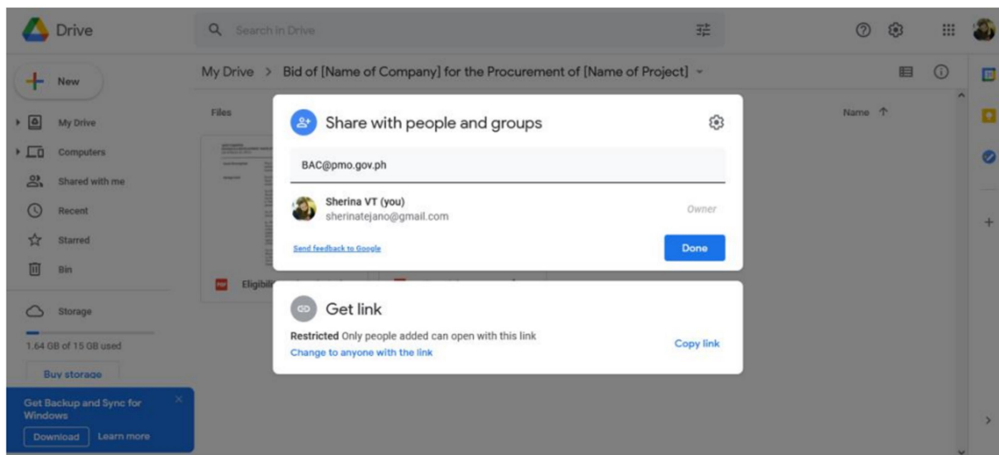 Drive
Search in Drive
New
My Drive
Computers
Shared with me
Recent
Starred
Bin
Storage
1.64 GB of 15 GB used
Buy storage
Get Backup and Sync for
Windows
Download Learn more
My Drive > Bid of [Name of Company] for the Procurement of [Name of Project]
Files
Name
Share with people and groups
BAC@pmo.gov.ph
Sherina VT (you)
sherinatejano@gmail.com
Owner
Send feedback to Google
Done
Get link
Restricted Only people added can open with this link
Change to anyone with the link
Copy link